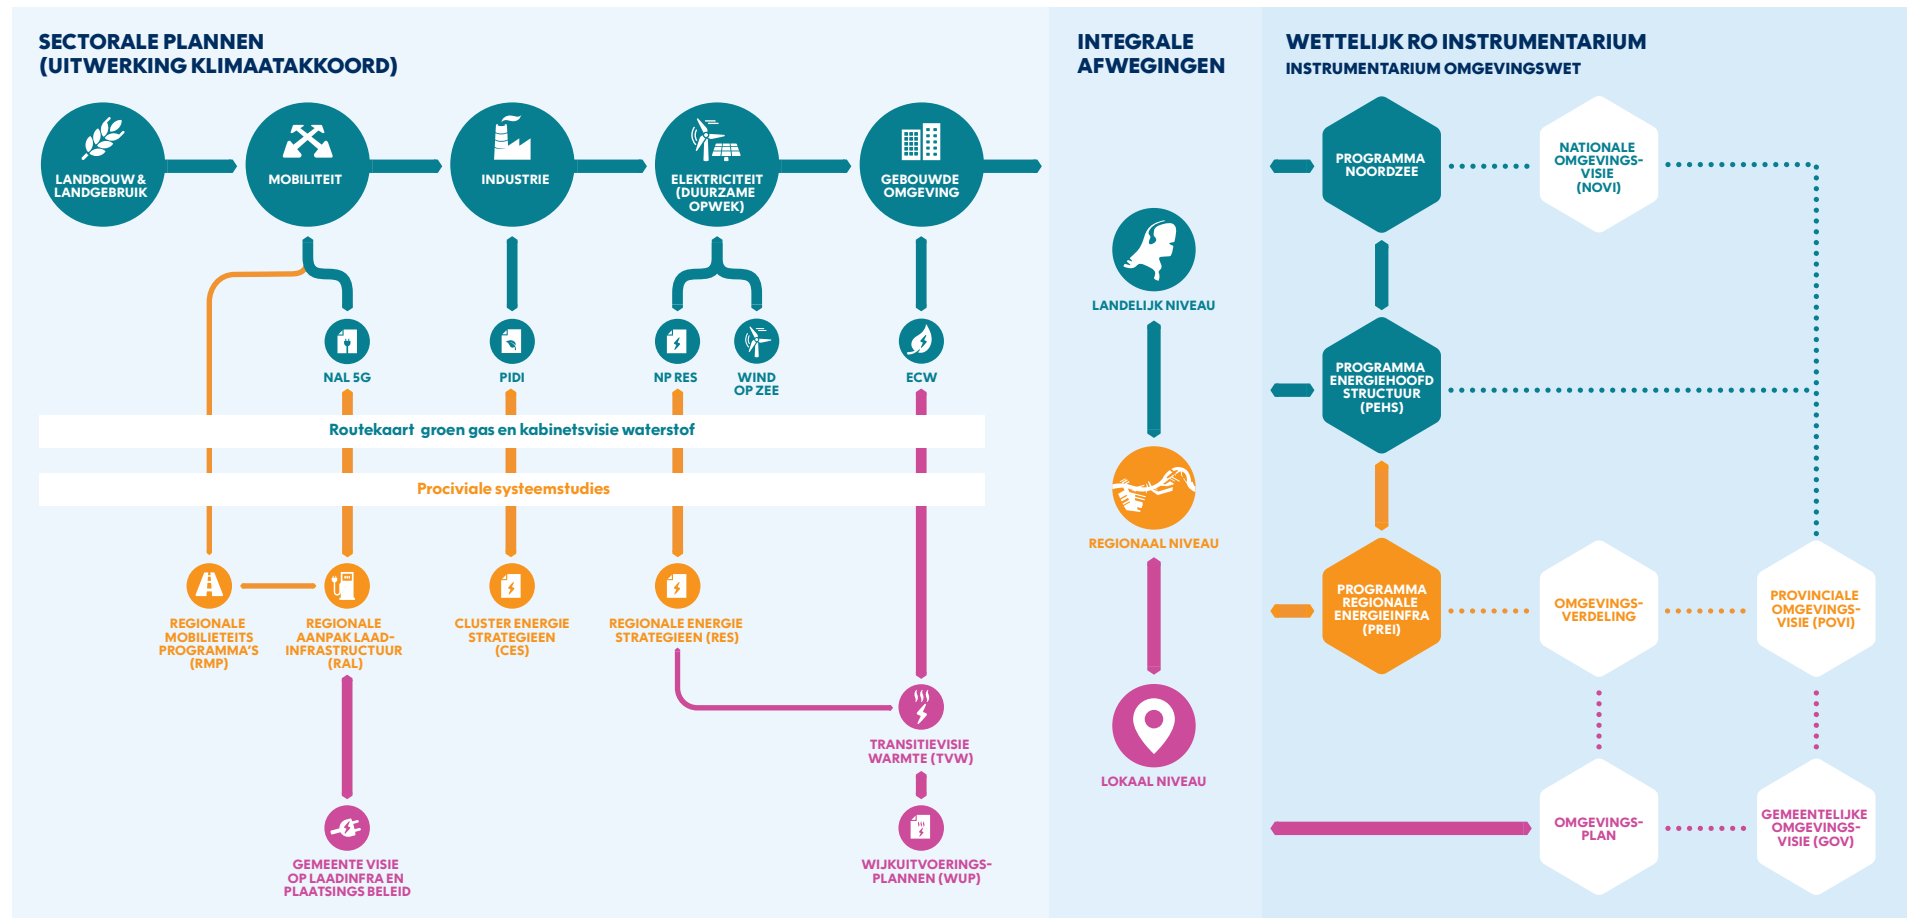 SECTORALE PLANNEN
(UITWERKING KLIMAATAKKOORD)
LANDBOUW &
LANDGEBRUIK
MOBILITEIT
INDUSTRIE
ELEKTRICITEIT
(DUURZAME
OPWEK)
GEBOUWDE
OMGEVING
NAL 5G
PIDI
NP RES
WIND
OP ZEE
ECW
Routekaart groen gas en kabinetsvisie waterstof
Prociviale systeemstudies
REGIONALE
MOBILIETEITS
PROGRAMMA'S
(RMP)
REGIONALE
AANPAK LAAD-
INFRASTRUCTUUR
(RAL)
CLUSTER ENERGIE
STRATEGIEEN
(CES)
REGIONALE ENERGIE
STRATEGIEEN (RES)
TRANSITIEVISIE
WARMTE (TVW)
GEMEENTE VISIE
OP LAADINFRA EN
PLAATSINGS BELEID
WIJKUITVOERINGS-
PLANNEN (WUP)
INTEGRALE
AFWEGINGEN
LANDELIJK NIVEAU
REGIONAAL NIVEAU
LOKAAL NIVEAU
WETTELIJK RO INSTRUMENTARIUM
INSTRUMENTARIUM OMGEVINGSWET
PROGRAMMA
NOORDZEE
NATIONALE
OMGEVINGS-
VISIE
(NOVI)
PROGRAMMA
ENERGIEHOOFD
STRUCTUUR
(PEHS)
PROGRAMMA
REGIONALE
ENERGIEINFRA
(PREI)
OMGEVINGS-
VERDELING
PROVINCIALE
OMGEVINGS-
VISIE (POVI)
OMGEVINGS-
PLAN
GEMEENTELIJKE
OMGEVINGS-
VISIE (GOV)